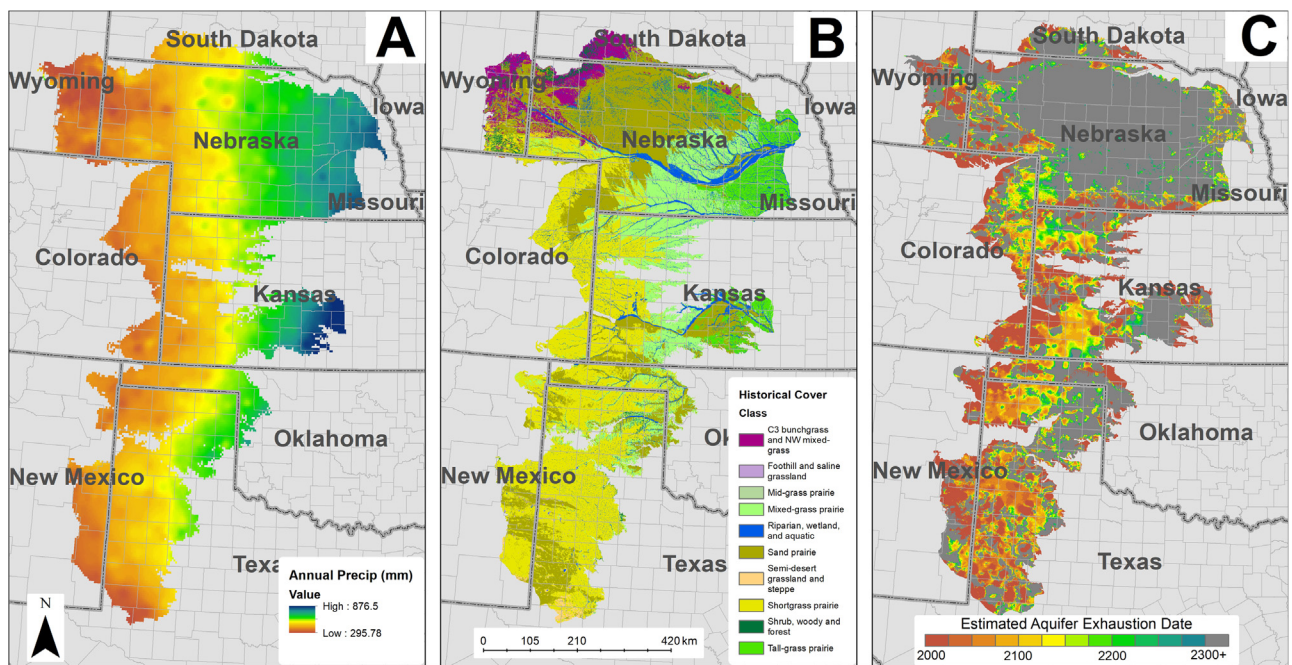 A
South Dakota
Wyoming
Iowa
Nebraska
Missouri
Colorado
Kansas
Oklahoma
New Mexico
Texa
Annual Precip (mm)
Value
High : 876.5
Low : 295.78
N
B
South Dakota
Wyoming
Iowa
Nebraska
Missouri
Colorado
Kansas
Ok
New Mexico
Texas
Historical Cover
Class
C3 bunchgrass
and NW mixed-
grass
Foothill and saline
grassland
Mid-grass prairie
Mixed-grass prairie
Riparian, wetland,
and aquatic
Sand prairie
Semi-desert
grassland and
steppe
Shortgrass prairie
Shrub, woody and
forest
Tall-grass prairie
0 105 210 420 km
C
South Dakota
Wyoming
Iowa
Nebraska
Missouri
Colorado
Kansas
Oklahoma
New Mexico
Texas
Estimated Aquifer Exhaustion Date
2000 2100 2200 2300+